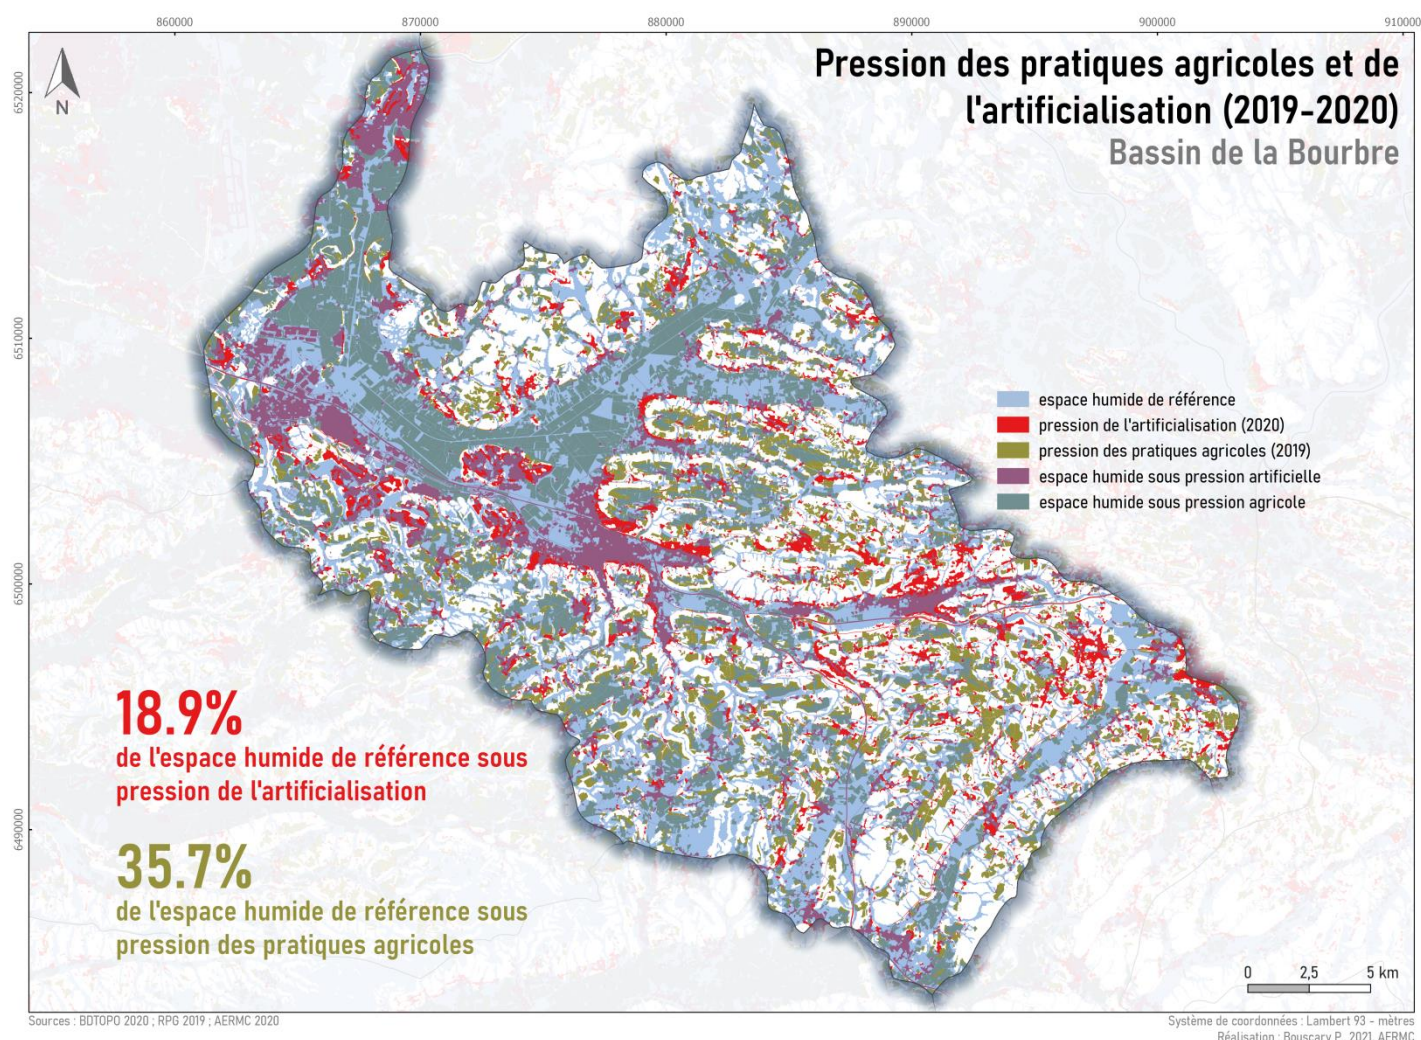 860000
870000
880000
890000
900000
910000
6520000
6510000
6500000
6490000
N
Pression des pratiques agricoles et de
l'artificialisation (2019-2020)
Bassin de la Bourbre
espace humide de référence
pression de l'artificialisation (2020)
pression des pratiques agricoles (2019)
espace humide sous pression artificielle
espace humide sous pression agricole
18.9%
de l'espace humide de référence sous
pression de l'artificialisation
35.7%
de l'espace humide de référence sous
pression des pratiques agricoles
0 2,5 5 km
Sources : BDTOPO 2020 ; RPG 2019 ; AERMC 2020
Système de coordonnées : Lambert 93 - mètres
Réalisation : Bouscary P., 2021, AERMC